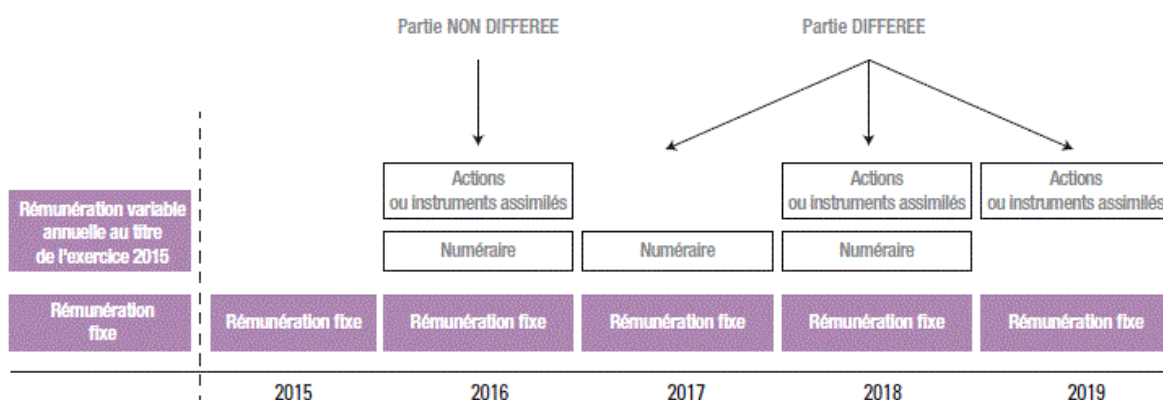 Partie NON DIFFEREE
Partie DIFFEREE
Rémunération variable
annuelle au titre
de l'exercice 2015
Actions
ou instruments assimilés
Actions
ou instruments assimilés
Actions
ou instruments assimilés
Numéraire
Numéraire
Numéraire
Rémunération
fixe
Rémunération fixe
Rémunération fixe
Rémunération fixe
Rémunération fixe
Rémunération fixe
2015
2016
2017
2018
2019